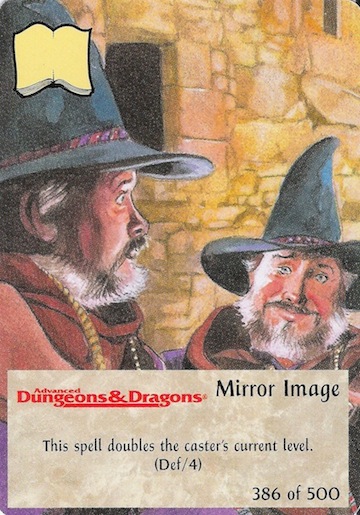 Advanced
Dungeons & Dragons®
Mirror Image
This spell doubles the caster's current level.
(Def/4)
386 of 500